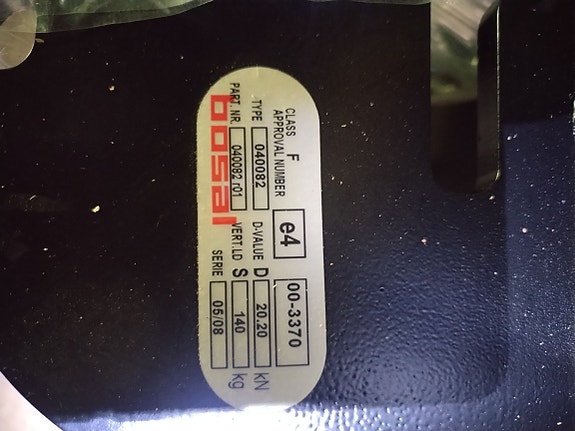 CLASS F
APPROVAL NUMBER e4 00-3370
TYPE 040082 D-VALUE D 20.20 kN
PART. NR. 040082 r01 VERT.LD S 140 kg
bosal SERIE 05/08